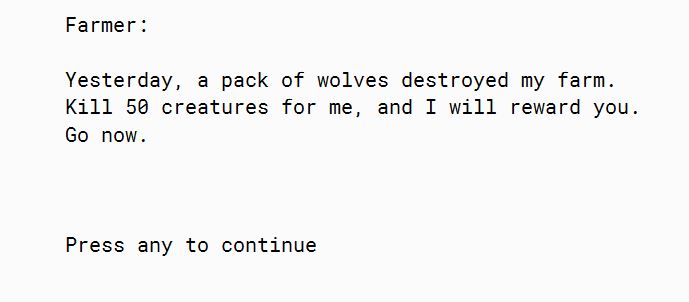 Farmer:
Yesterday, a pack of wolves destroyed my farm.
Kill 50 creatures for me, and I will reward you.
Go now.
Press any to continue